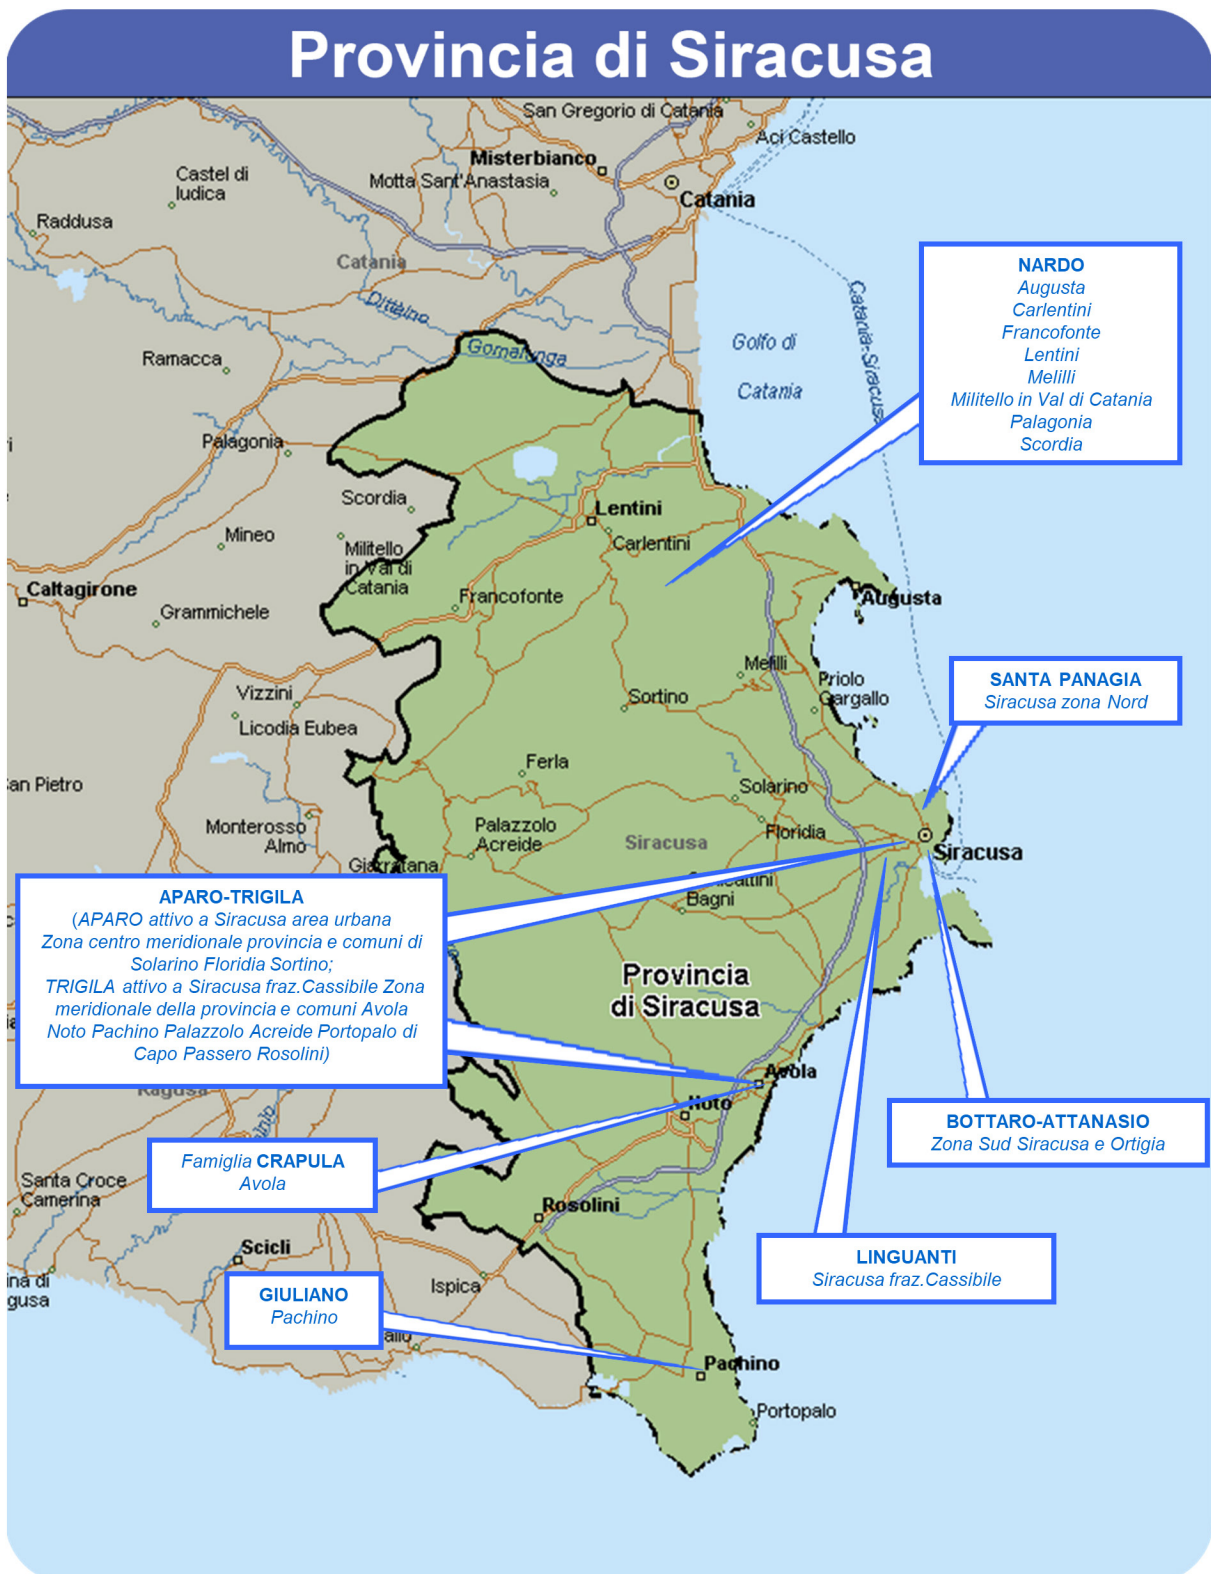 Provincia di Siracusa
San Gregorio di Catania
Aci Castello
Misterbianco
Motta Sant'Anastasia
Catania
Castel di
Iudica
Raddusa
Catania
Dittaino
Gornalunga
Ramacca
Golfo di
Catania
Catania-Siracusa
NARDO
Augusta
Carlentini
Francofonte
Lentini
Melilli
Militello in Val di Catania
Palagonia
Scordia
Palagonia
Scordia
Lentini
Mineo
Militello
in Val di
Catania
Carlentini
Caltagirone
Grammichele
Francofonte
Augusta
SANTA PANAGIA
Siracusa zona Nord
Melilli
Priolo
Gargallo
Vizzini
Sortino
Licodia Eubea
Ferla
an Pietro
Solarino
Monterosso
Almo
Palazzolo
Acreide
Siracusa
Floridia
Siracusa
Giarratana
Bagni
APARO-TRIGILA
(APARO attivo a Siracusa area urbana
Zona centro meridionale provincia e comuni di
Solarino Floridia Sortino;
TRIGILA attivo a Siracusa fraz.Cassibile Zona
meridionale della provincia e comuni Avola
Noto Pachino Palazzolo Acreide Portopalo di
Capo Passero Rosolini)
Provincia
di Siracusa
Avola
Ragusa
Noto
BOTTARO-ATTANASIO
Zona Sud Siracusa e Ortigia
Famiglia CRAPULA
Avola
Santa Croce
Camerina
Rosolini
Scicli
LINGUANTI
Siracusa fraz.Cassibile
ina di
gusa
Ispica
GIULIANO
Pachino
allo
Pachino
Portopalo